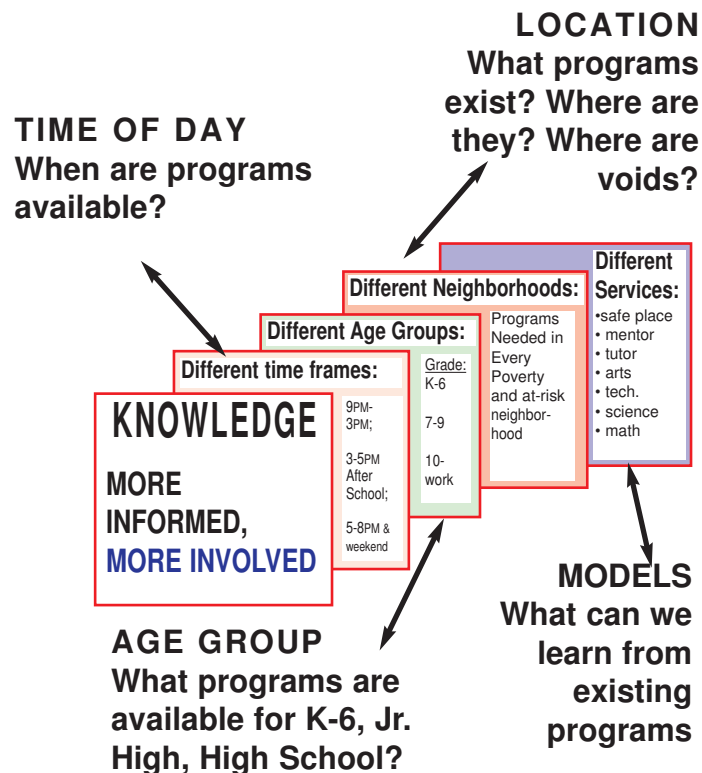 LOCATION
What programs
exist? Where are
they? Where are
voids?
TIME OF DAY
When are programs
available?
Different
Services:
•safe place
• mentor
• tutor
• arts
• tech.
• science
• math
Different Neighborhoods:
Programs
Needed in
Every
Poverty
and at-risk
neighbor-
hood
Different Age Groups:
Grade:
K-6
7-9
10-
work
Different time frames:
9PM-
3PM;
3-5PM
After
School;
5-8PM &
weekend
KNOWLEDGE
MORE
INFORMED,
MORE INVOLVED
AGE GROUP
What programs are
available for K-6, Jr.
High, High School?
MODELS
What can we
learn from
existing
programs